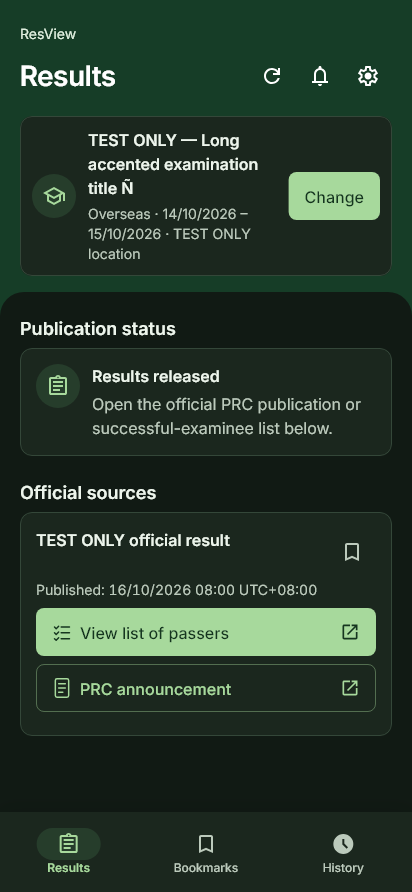 ResView
Results
TEST ONLY — Long
accented examination
title Ñ
Overseas · 14/10/2026 –
15/10/2026 · TEST ONLY
location
Change
Publication status
Results released
Open the official PRC publication or
successful-examinee list below.
Official sources
TEST ONLY official result
Published: 16/10/2026 08:00 UTC+08:00
View list of passers
PRC announcement
Results
Bookmarks
History